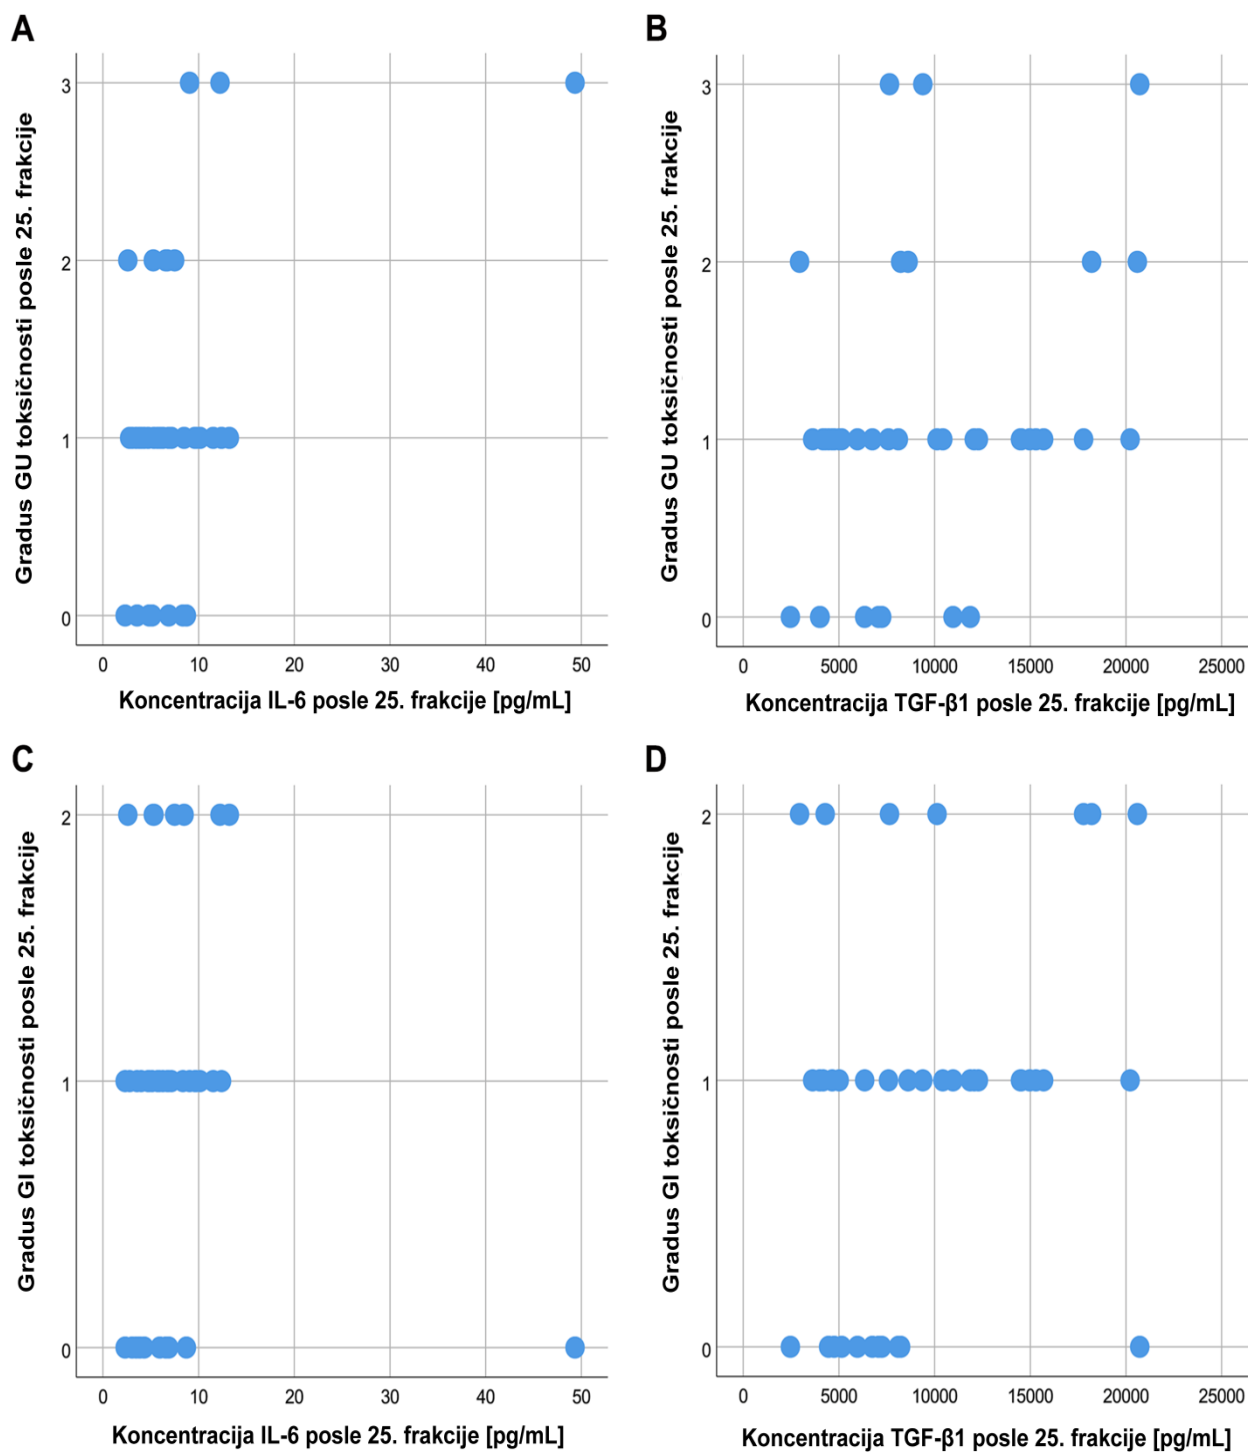 A
Gradus GU toksičnosti posle 25. frakcije
3
2
1
0
0 10 20 30 40 50
Koncentracija IL-6 posle 25. frakcije [pg/mL]
B
Gradus GU toksičnosti posle 25. frakcije
3
2
1
0
0 5000 10000 15000 20000 25000
Koncentracija TGF-β1 posle 25. frakcije [pg/mL]
C
Gradus GI toksičnosti posle 25. frakcije
2
1
0
0 10 20 30 40 50
Koncentracija IL-6 posle 25. frakcije [pg/mL]
D
Gradus GI toksičnosti posle 25. frakcije
2
1
0
0 5000 10000 15000 20000 25000
Koncentracija TGF-β1 posle 25. frakcije [pg/mL]